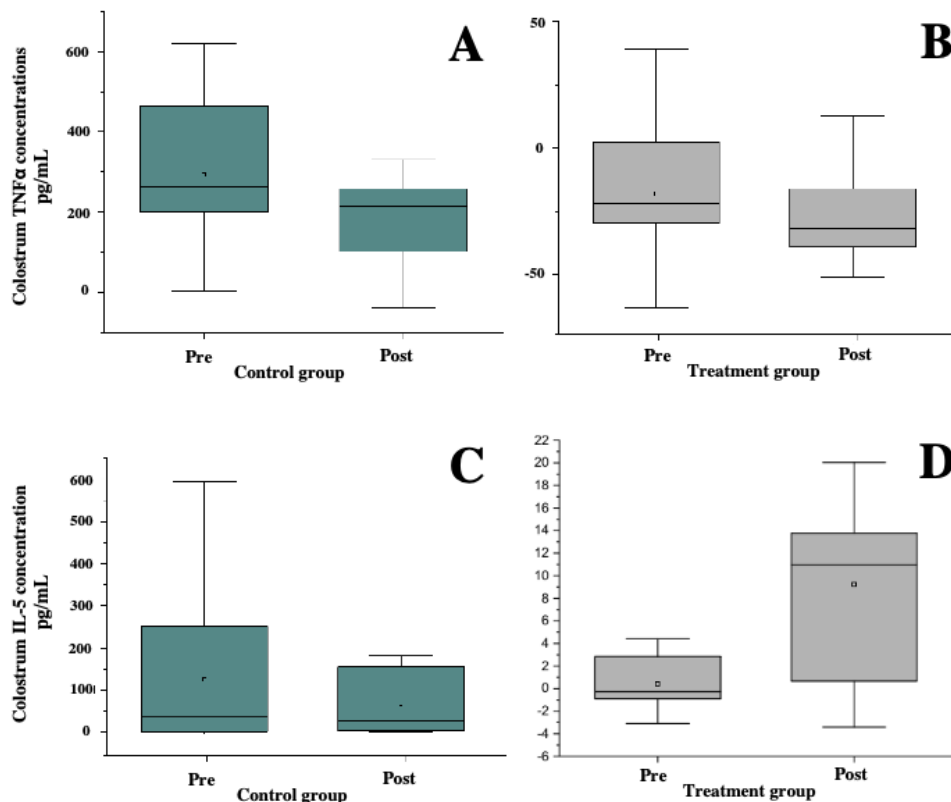 A
B
Colostrum TNFα concentrations
pg/mL
600
400
200
0
50
0
-50
Pre
Post
Control group
Pre
Post
Treatment group
C
D
Colostrum IL-5 concentration
pg/mL
600
500
400
300
200
100
0
22
20
18
16
14
12
10
8
6
4
2
0
-2
-4
-6
Pre
Post
Control group
Pre
Post
Treatment group